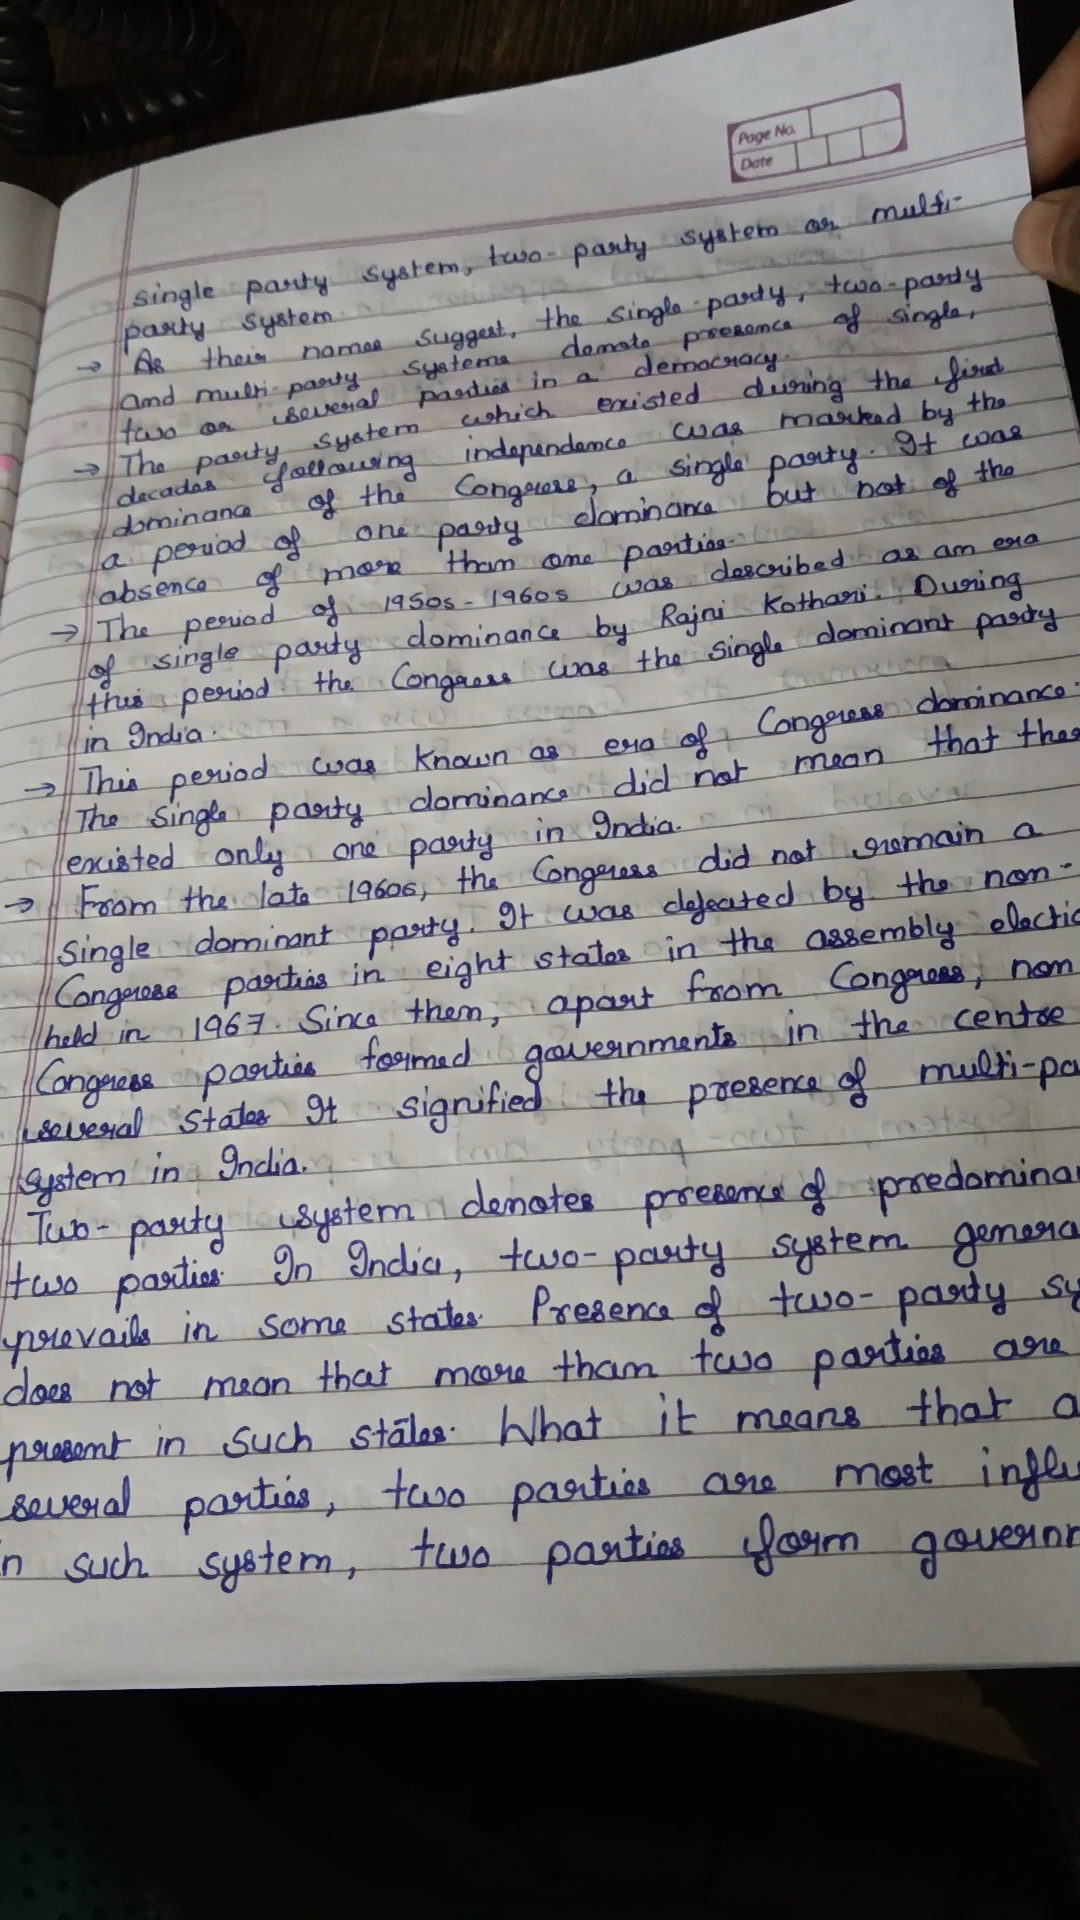 Page No.
Date
single party system, two-party system or multi-
party system.
→ As their names suggest, the single-party, two-party
and multi-party systems denote presence of single,
two or several parties in a democracy.
→ The party system which existed during the first
decades following independence was marked by the
dominance of the Congress, a single party. It was
a period of one party dominance but not of the
absence of more than one parties.
→ The period of 1950s-1960s was described as an era
of single party dominance by Rajni Kothari. During
this period the Congress was the single dominant party
in India.
→ This period was known as era of Congress dominance.
The single party dominance did not mean that ther
existed only one party in India.
→ From the late 1960s, the Congress did not remain a
single dominant party. It was defeated by the non-
Congress parties in eight states in the assembly electio
held in 1967. Since then, apart from Congress, non
Congress parties formed governments in the centre
several states It signified the presence of multi-pa
system in India.
Two-party system denotes presence of predomina
two parties. In India, two-party system genera
prevails in some states. Presence of two-party sy
does not mean that more than two parties are
present in such states. What it means that a
several parties, two parties are most influ
n such system, two parties form governm